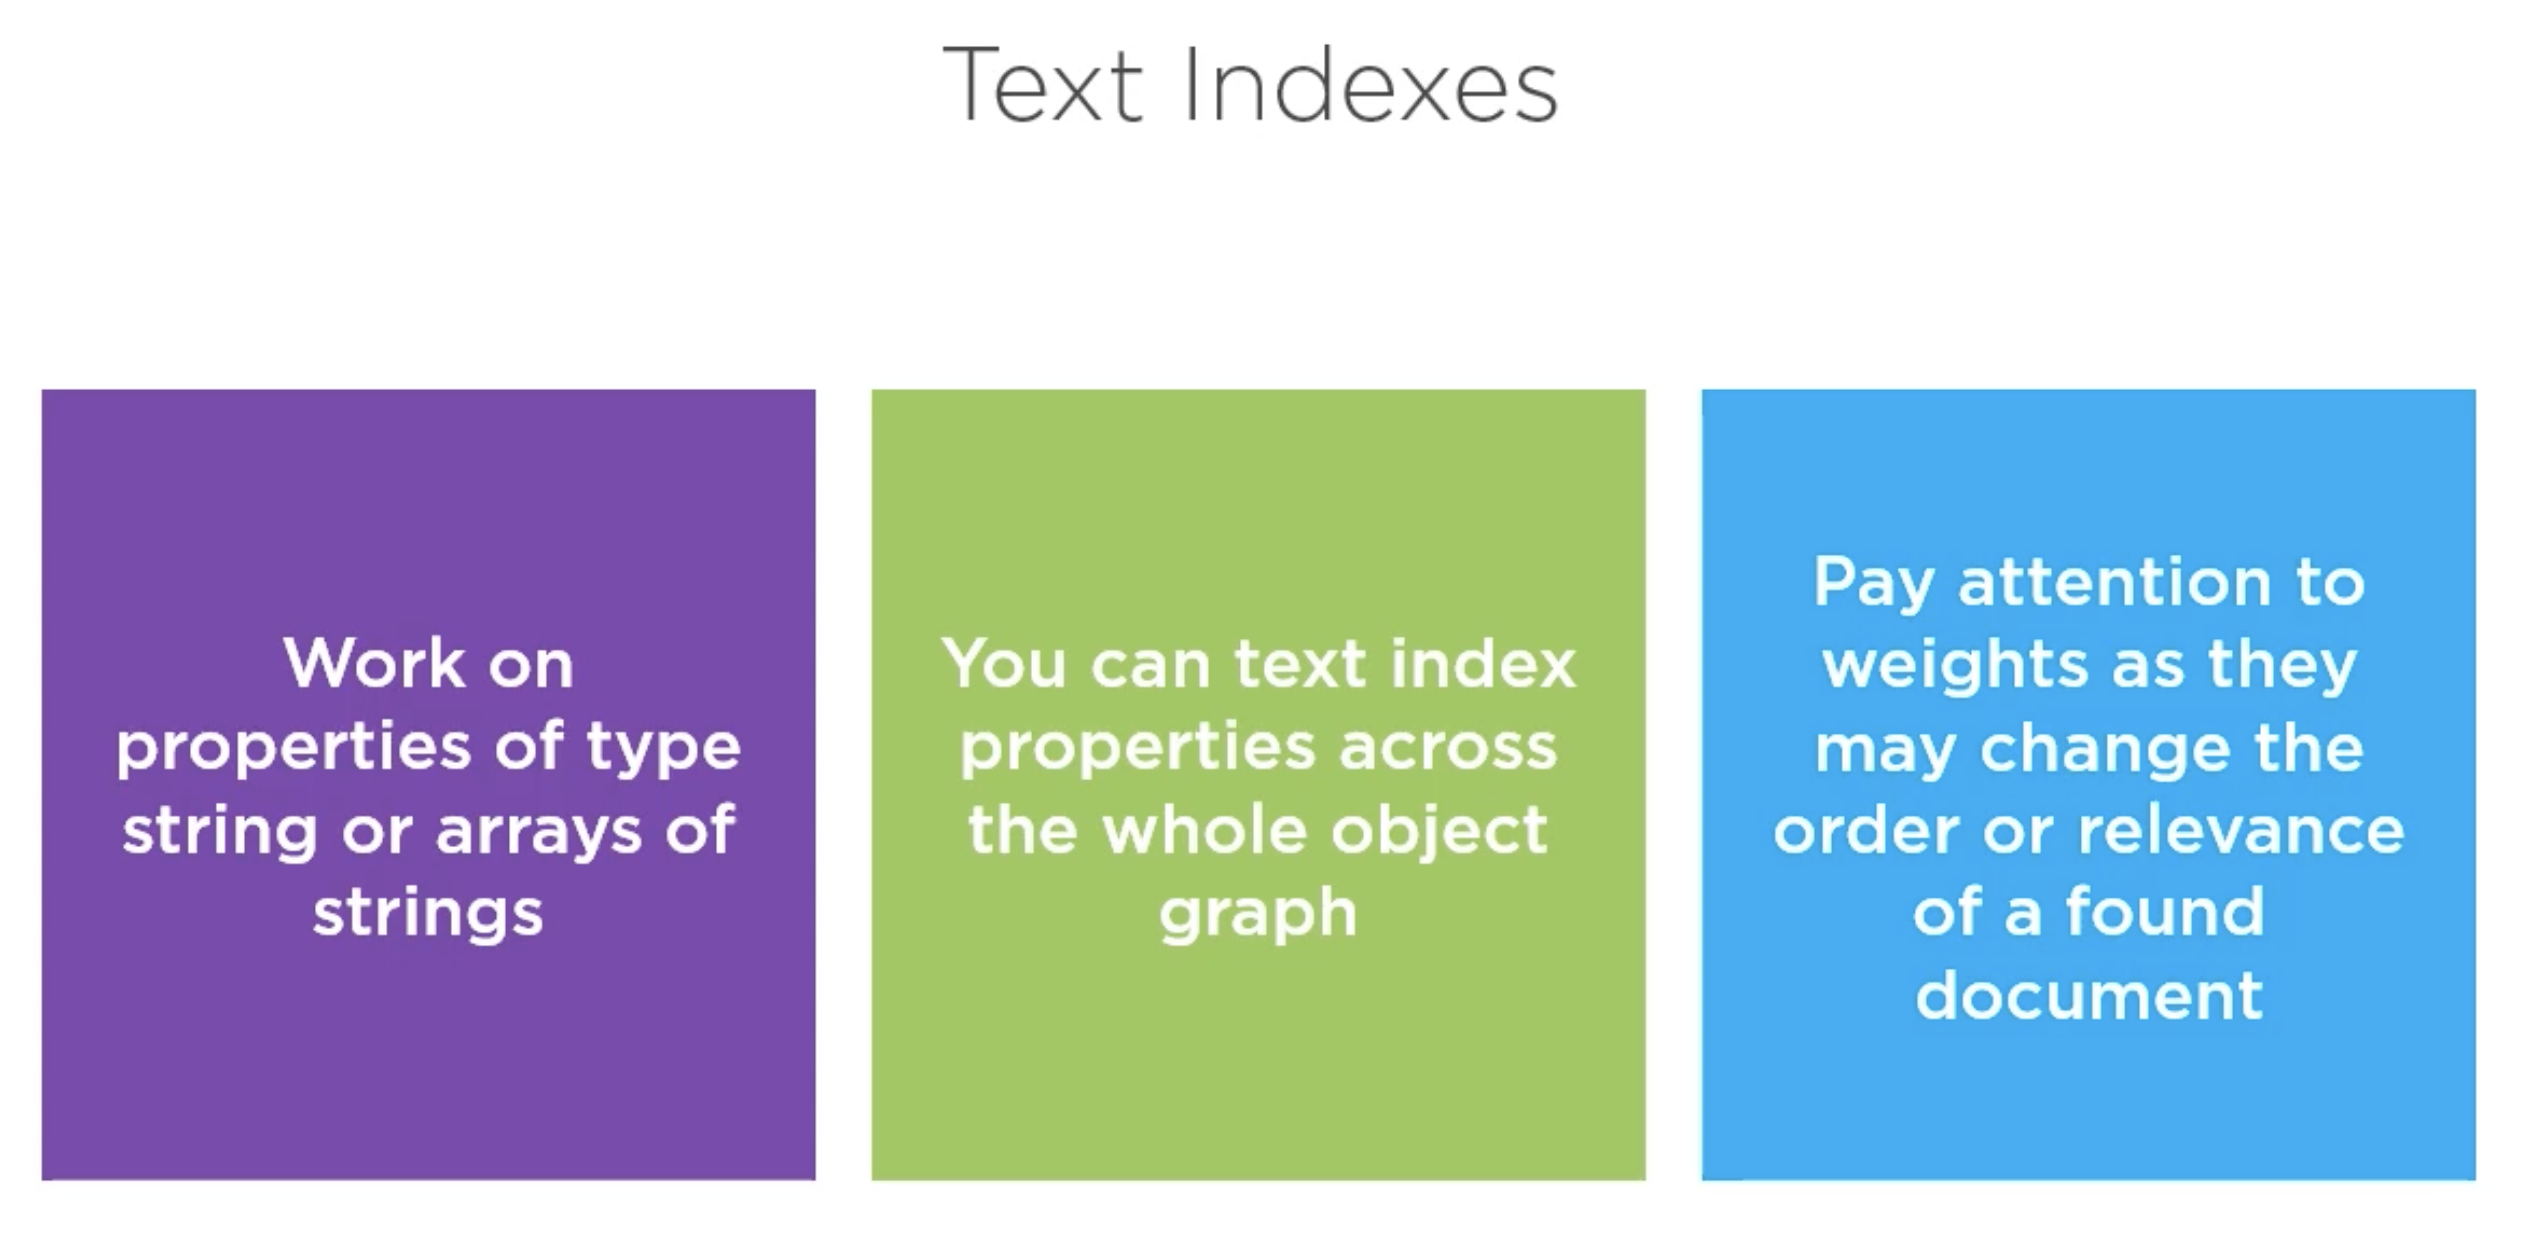 Text Indexes
Work on
properties of type
string or arrays of
strings
You can text index
properties across
the whole object
graph
Pay attention to
weights as they
may change the
order or relevance
of a found
document